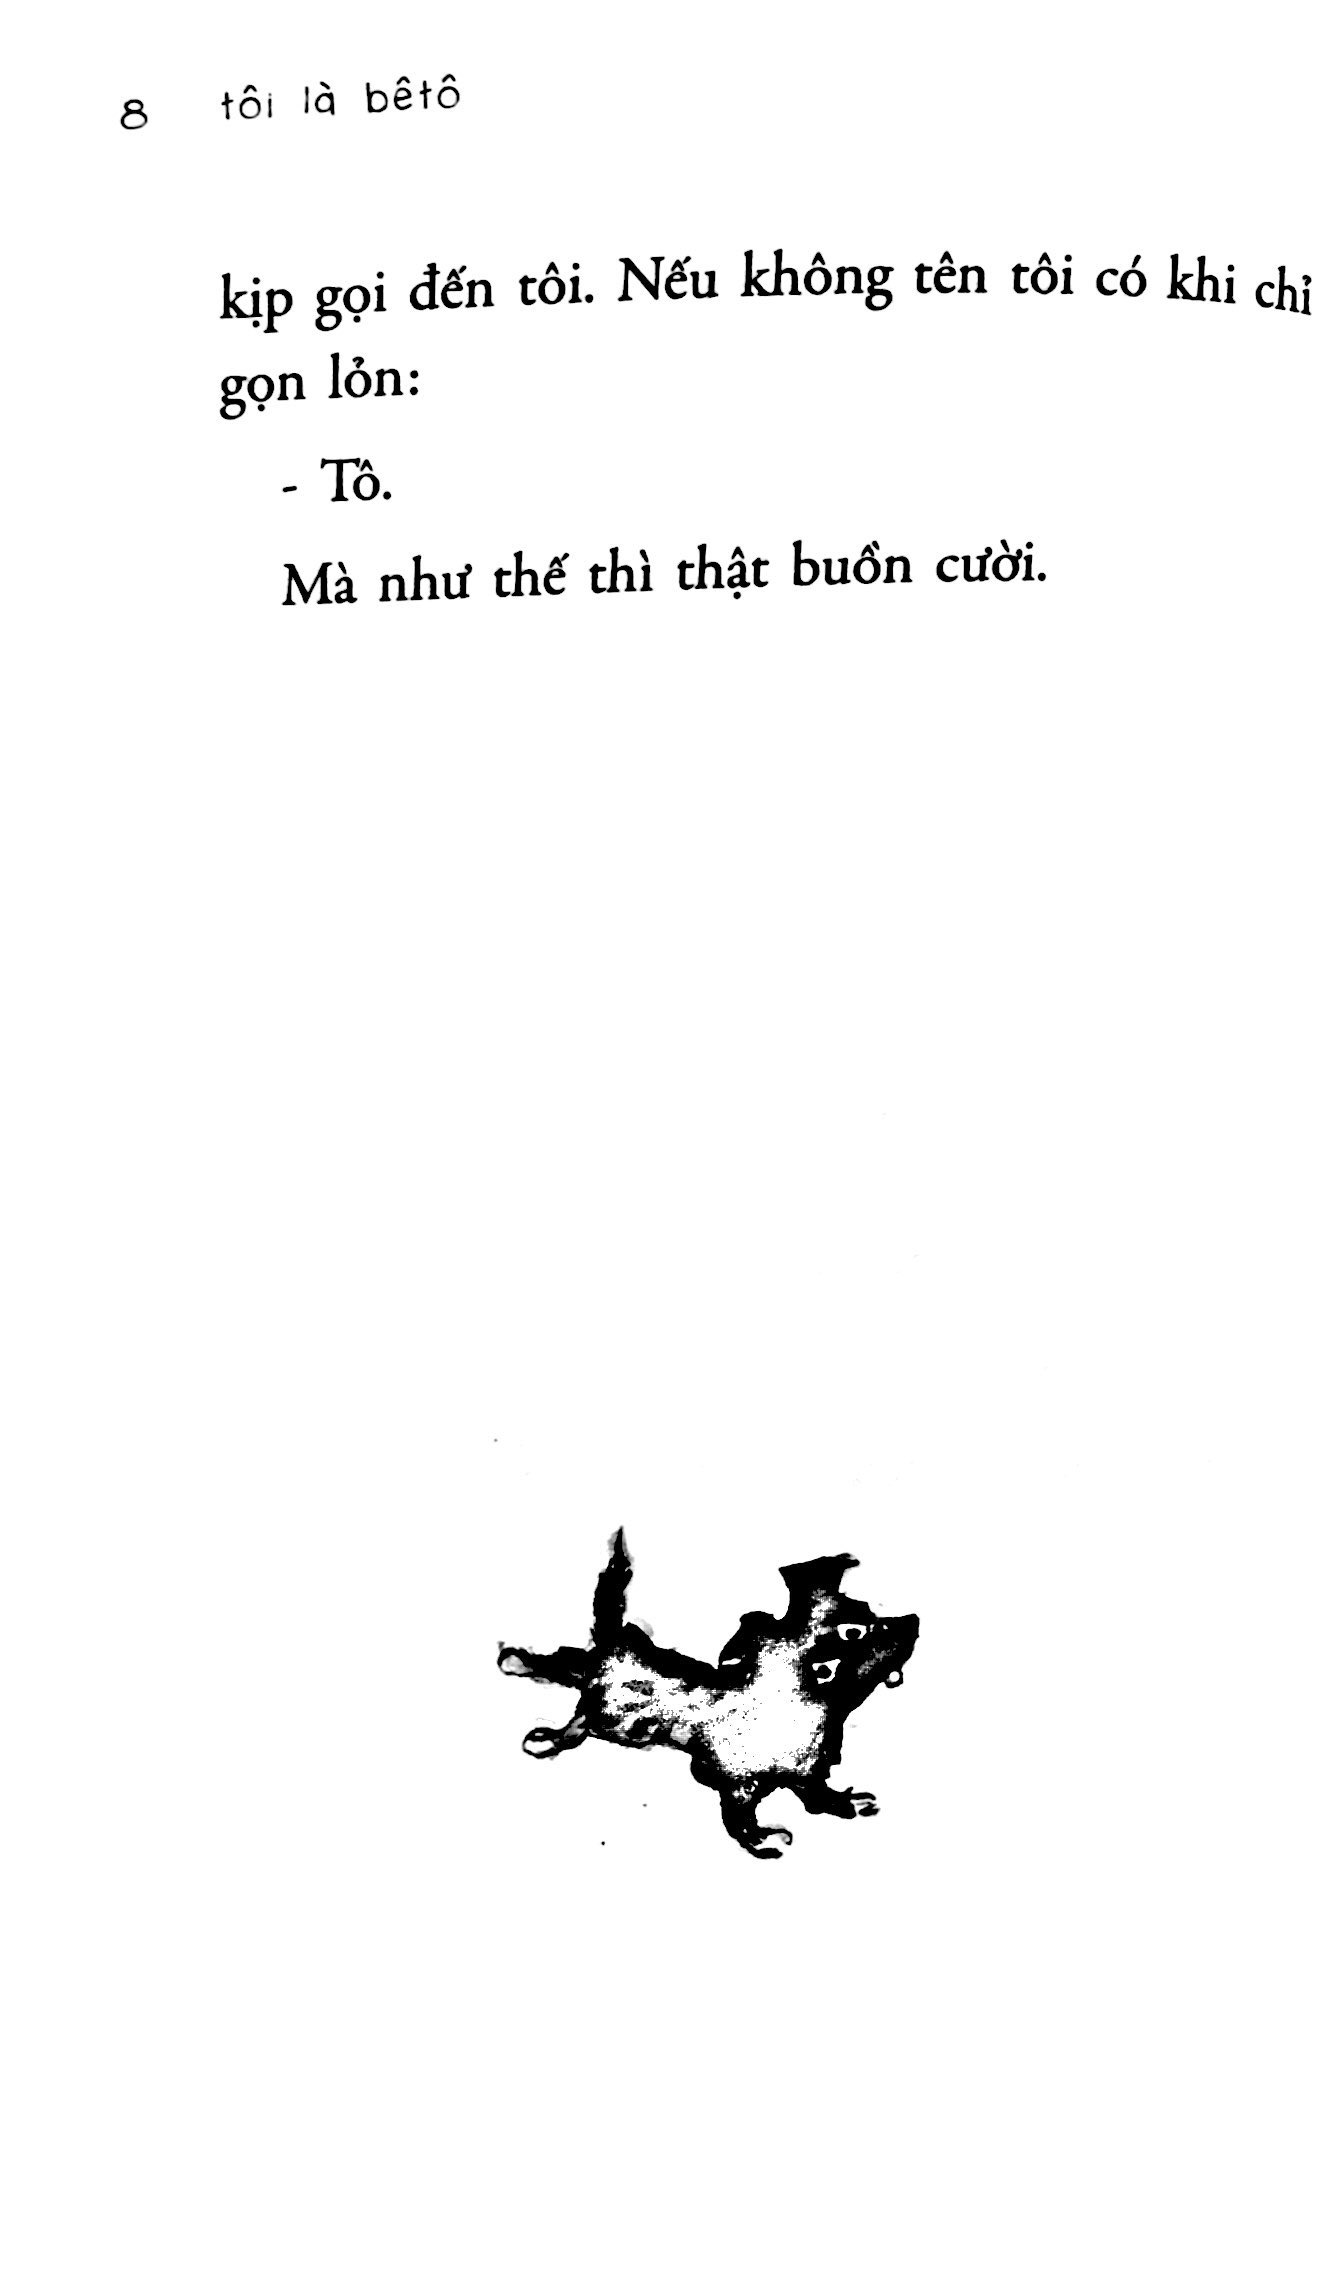 8 tôi là bêtô
kịp gọi đến tôi. Nếu không tên tôi có khi chỉ
gọn lỏn:
- Tô.
Mà như thế thì thật buồn cười.